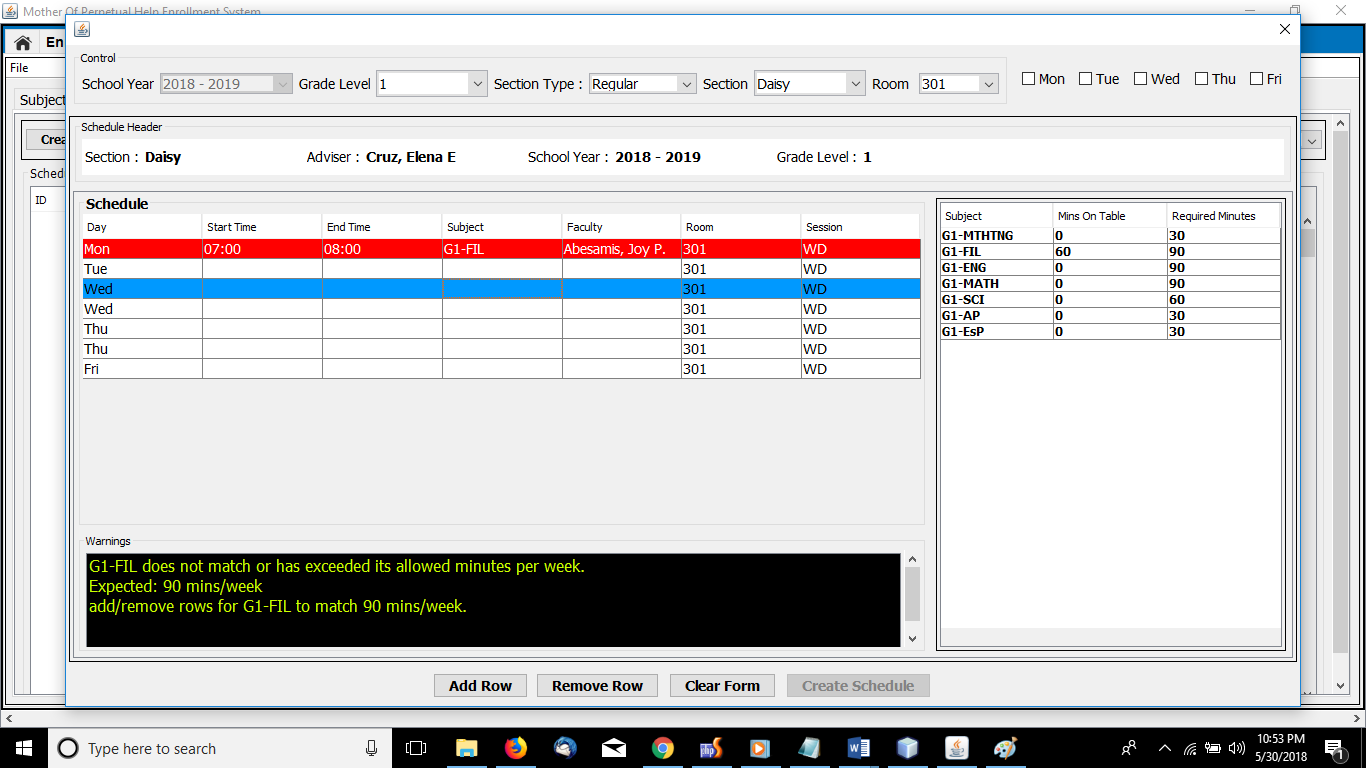 Mother Of Perpetual Help Enrollment System
En
File
Subject
Crea
Schedu
ID
Control
School Year 2018 - 2019 Grade Level 1 Section Type : Regular Section Daisy Room 301 Mon Tue Wed Thu Fri
Schedule Header
Section : Daisy Adviser : Cruz, Elena E School Year : 2018 - 2019 Grade Level : 1
Schedule
Day Start Time End Time Subject Faculty Room Session
Mon 07:00 08:00 G1-FIL Abesamis, Joy P. 301 WD
Tue 301 WD
Wed 301 WD
Wed 301 WD
Thu 301 WD
Thu 301 WD
Fri 301 WD
Subject Mins On Table Required Minutes
G1-MTHTNG 0 30
G1-FIL 60 90
G1-ENG 0 90
G1-MATH 0 90
G1-SCI 0 60
G1-AP 0 30
G1-EsP 0 30
Warnings
G1-FIL does not match or has exceeded its allowed minutes per week.
Expected: 90 mins/week
add/remove rows for G1-FIL to match 90 mins/week.
Add Row Remove Row Clear Form Create Schedule
Type here to search
php
10:53 PM
5/30/2018
1